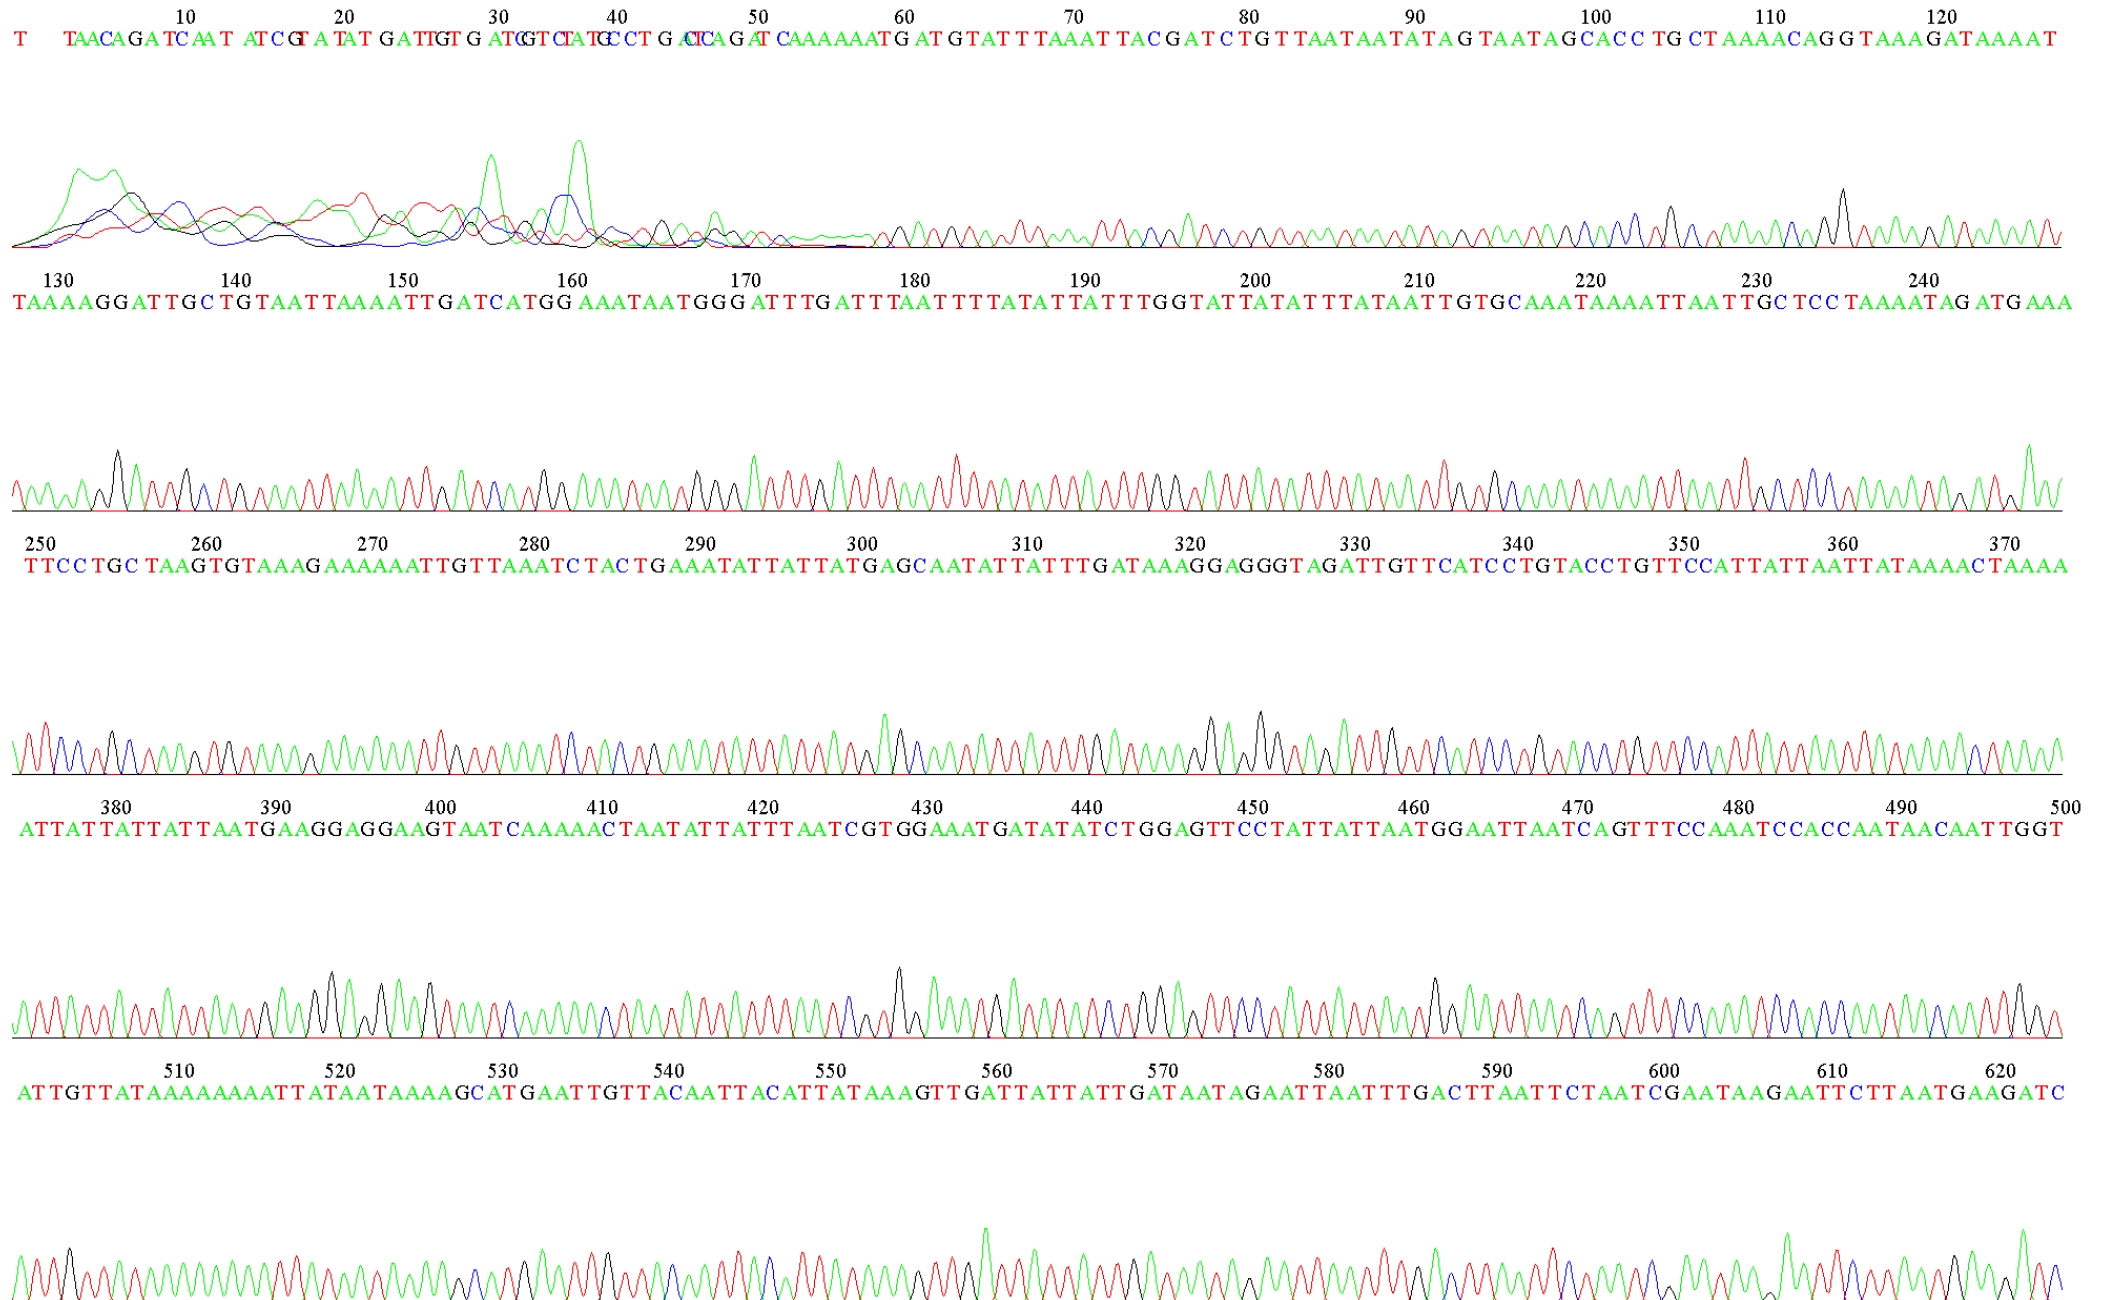 10 20 30 40 50 60 70 80 90 100 110 120
T TAACAGATCAAT ATCGTATATGATTGTGATCGTCTATGCCTGACTCAGATCAAAAAATGATGTATTTAAATTACGATCTGTTAATAATATAGTAATAGCACCTGCTAAAACAGGTAAAGATAAAAT
130 140 150 160 170 180 190 200 210 220 230 240
TAAAAGGATTGCTGTAATTAAAATTGATCATGGAAATAATGGGATTTGATTTAATTTTATATTATTTGGTATTATATTTATAATTGTGCAAATAAAATTAATTGCTCCTAAAATAGATGAAA
250 260 270 280 290 300 310 320 330 340 350 360 370
TTCCTGCTAAGTGTAAAGAAAAAATTGTTAAATCTACTGAAATATTATTATGAGCAATATTATTTGATAAAGGAGGGTAGATTGTTCATCCTGTACCTGTTCCATTATTAATTATAAAACTAAAA
380 390 400 410 420 430 440 450 460 470 480 490 500
ATTATTATTATTAATGAAGGAGGAAGTAATCAAAAACTAATATTATTTAATCGTGGAAATGATATATCTGGAGTTCCTATTATTAATGGAATTAATCAGTTTCCAAATCCACCAATAACAATTGGT
510 520 530 540 550 560 570 580 590 600 610 620
ATTGTTATAAAAAAAATTATAATAAAAGCATGAATTGTTACAATTACATTATAAAGTTGATTATTATTGATAATAGAATTAATTTGACTTAATTCTAATCGAATAAGAATTCTTAATGAAGATC